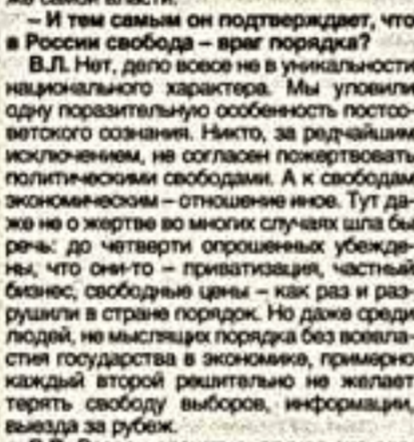 – И тем самым он подтверждает, что
в России свобода – враг порядка?
В.Л. Нет, дело вовсе не в уникальности
национального характера. Мы уловили
одну поразительную особенность постсо-
ветского сознания. Никто, за редчайшим
исключением, не согласен пожертвовать
политическими свободами. А к свободам
экономическим – отношение иное. Тут да-
же не о жертве во многих случаях шла бы
речь: до четверти опрошенных убежде-
ны, что они-то – приватизация, частный
бизнес, свободные цены – как раз и раз-
рушили в стране порядок. Но даже среди
людей, не мыслящих порядка без всевла-
стия государства в экономике, примерно
каждый второй решительно не желает
терять свободу выборов, информации,
выезда за рубеж.